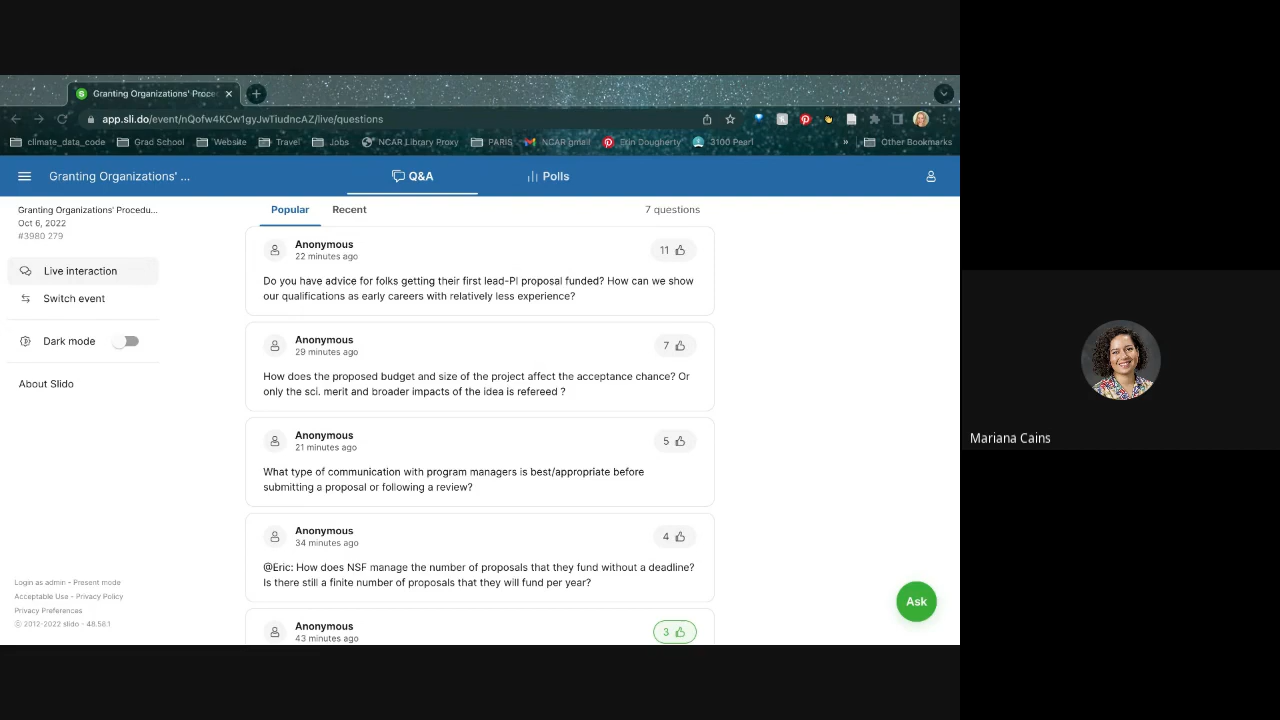 Granting Organizations' Proce
app.sli.do/event/nQofw4KCw1gyJwTiudncAZ/live/questions
climate_data_code
Grad School
Website
Travel
Jobs
NCAR Library Proxy
PARIS
NCAR gmail
Erin Dougherty
3100 Pearl
»
Other Bookmarks
Granting Organizations' ...
Q&A
Polls
Granting Organizations' Procedu...
Oct 6, 2022
#3980 279
Live interaction
Switch event
Dark mode
About Slido
Login as admin - Present mode
Acceptable Use - Privacy Policy
Privacy Preferences
© 2012-2022 slido - 48.58.1
Popular
Recent
7 questions
Anonymous
22 minutes ago
11
Do you have advice for folks getting their first lead-PI proposal funded? How can we show
our qualifications as early careers with relatively less experience?
Anonymous
29 minutes ago
7
How does the proposed budget and size of the project affect the acceptance chance? Or
only the sci. merit and broader impacts of the idea is refereed ?
Anonymous
21 minutes ago
5
What type of communication with program managers is best/appropriate before
submitting a proposal or following a review?
Anonymous
34 minutes ago
4
@Eric: How does NSF manage the number of proposals that they fund without a deadline?
Is there still a finite number of proposals that they will fund per year?
Anonymous
43 minutes ago
3
Ask
Mariana Cains